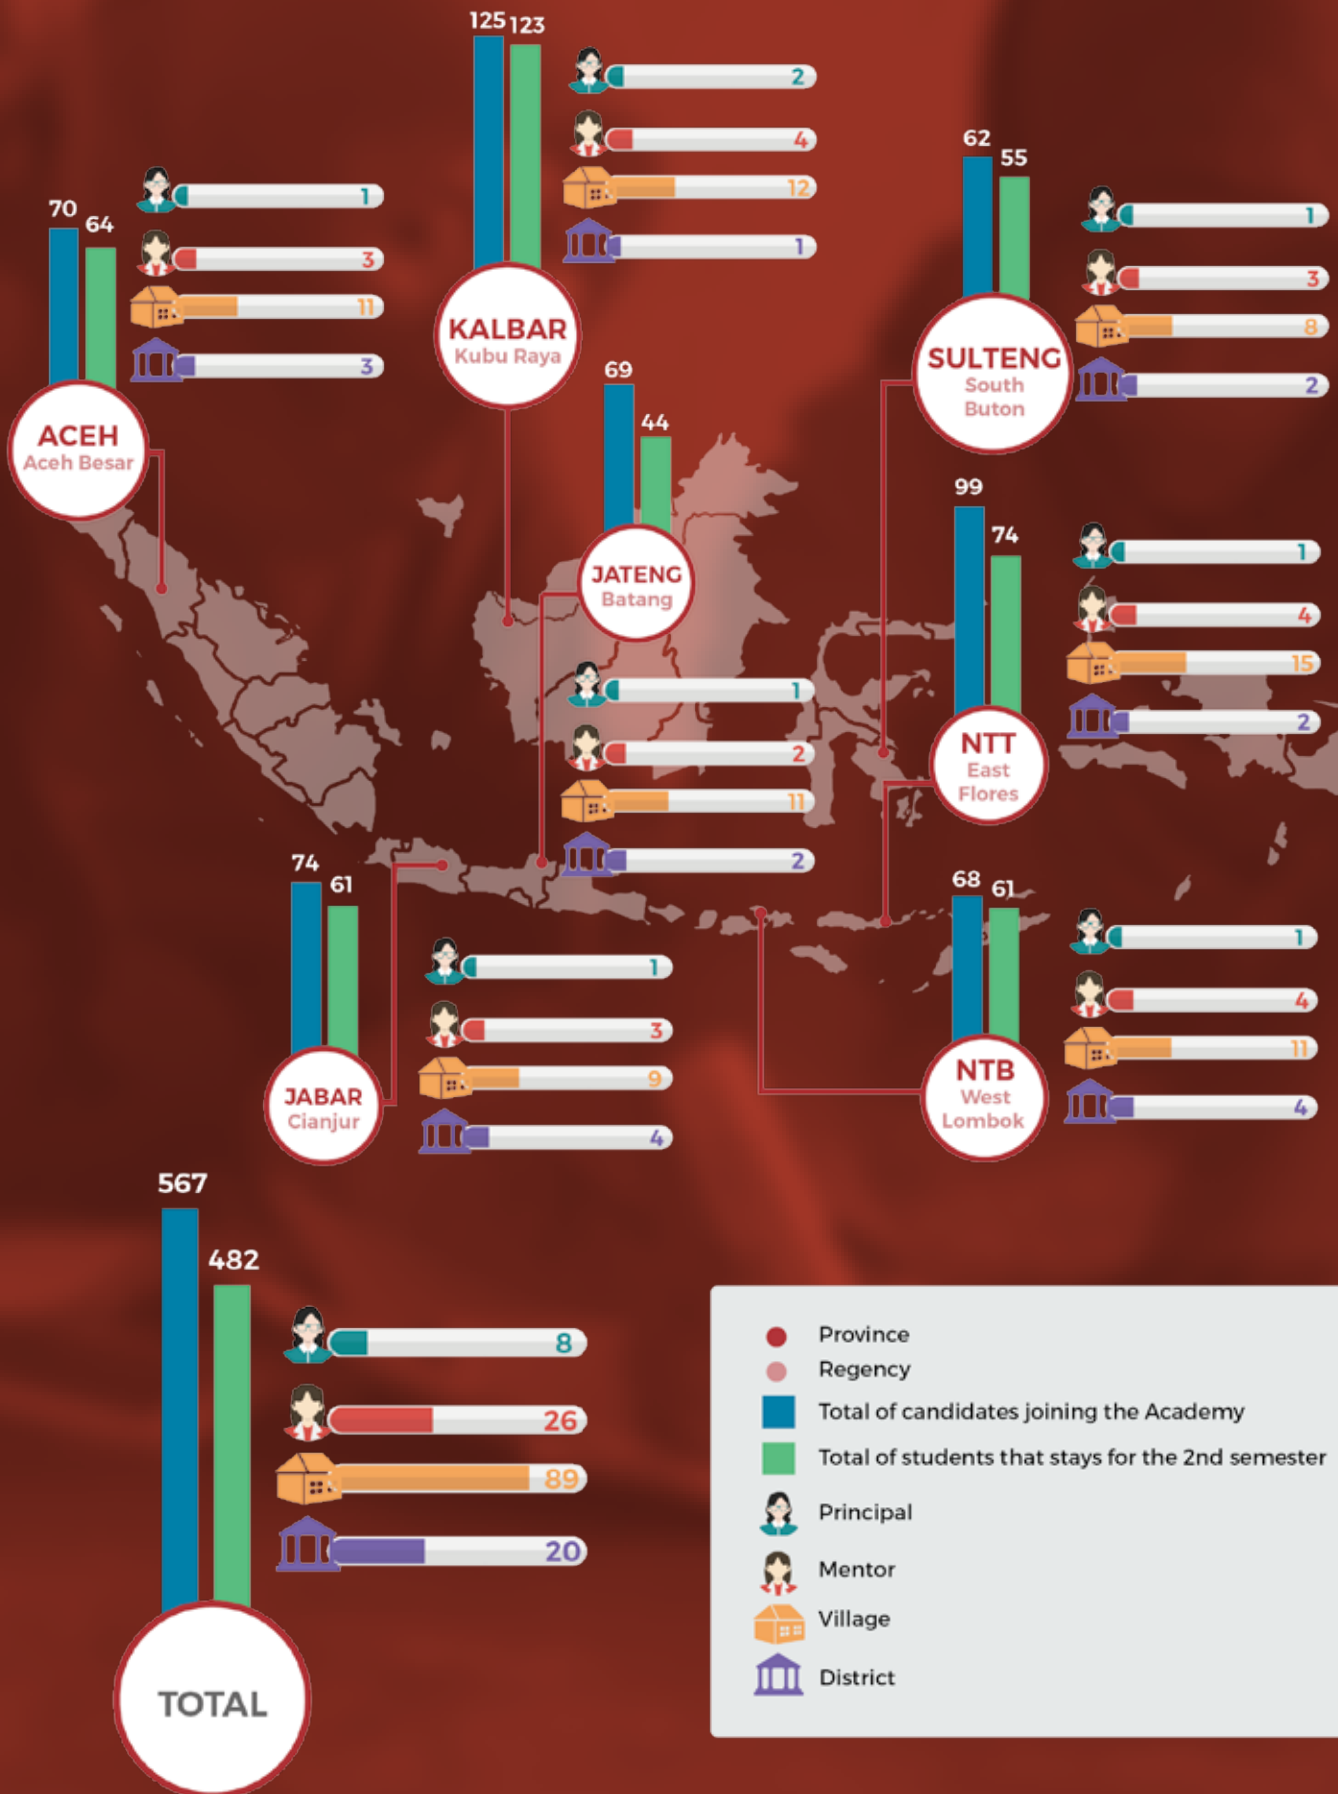 125 123
2
4
12
1
KALBAR
Kubu Raya
70 64
1
3
11
3
ACEH
Aceh Besar
62 55
1
3
8
2
SULTENG
South
Buton
69 44
JATENG
Batang
1
2
11
2
99 74
1
4
15
2
NTT
East
Flores
74 61
1
3
9
4
JABAR
Cianjur
68 61
1
4
11
4
NTB
West
Lombok
567
482
8
26
89
20
TOTAL
Province
Regency
Total of candidates joining the Academy
Total of students that stays for the 2nd semester
Principal
Mentor
Village
District